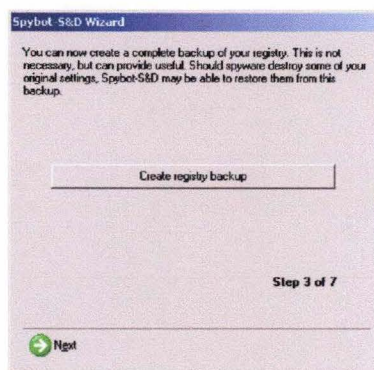 Spybot-S&D Wizard
You can now create a complete backup of your registry. This is not
necessary, but can provide useful. Should spyware destroy some of your
original settings, Spybot-S&D may be able to restore them from this
backup.
Create registry backup
Step 3 of 7
Next